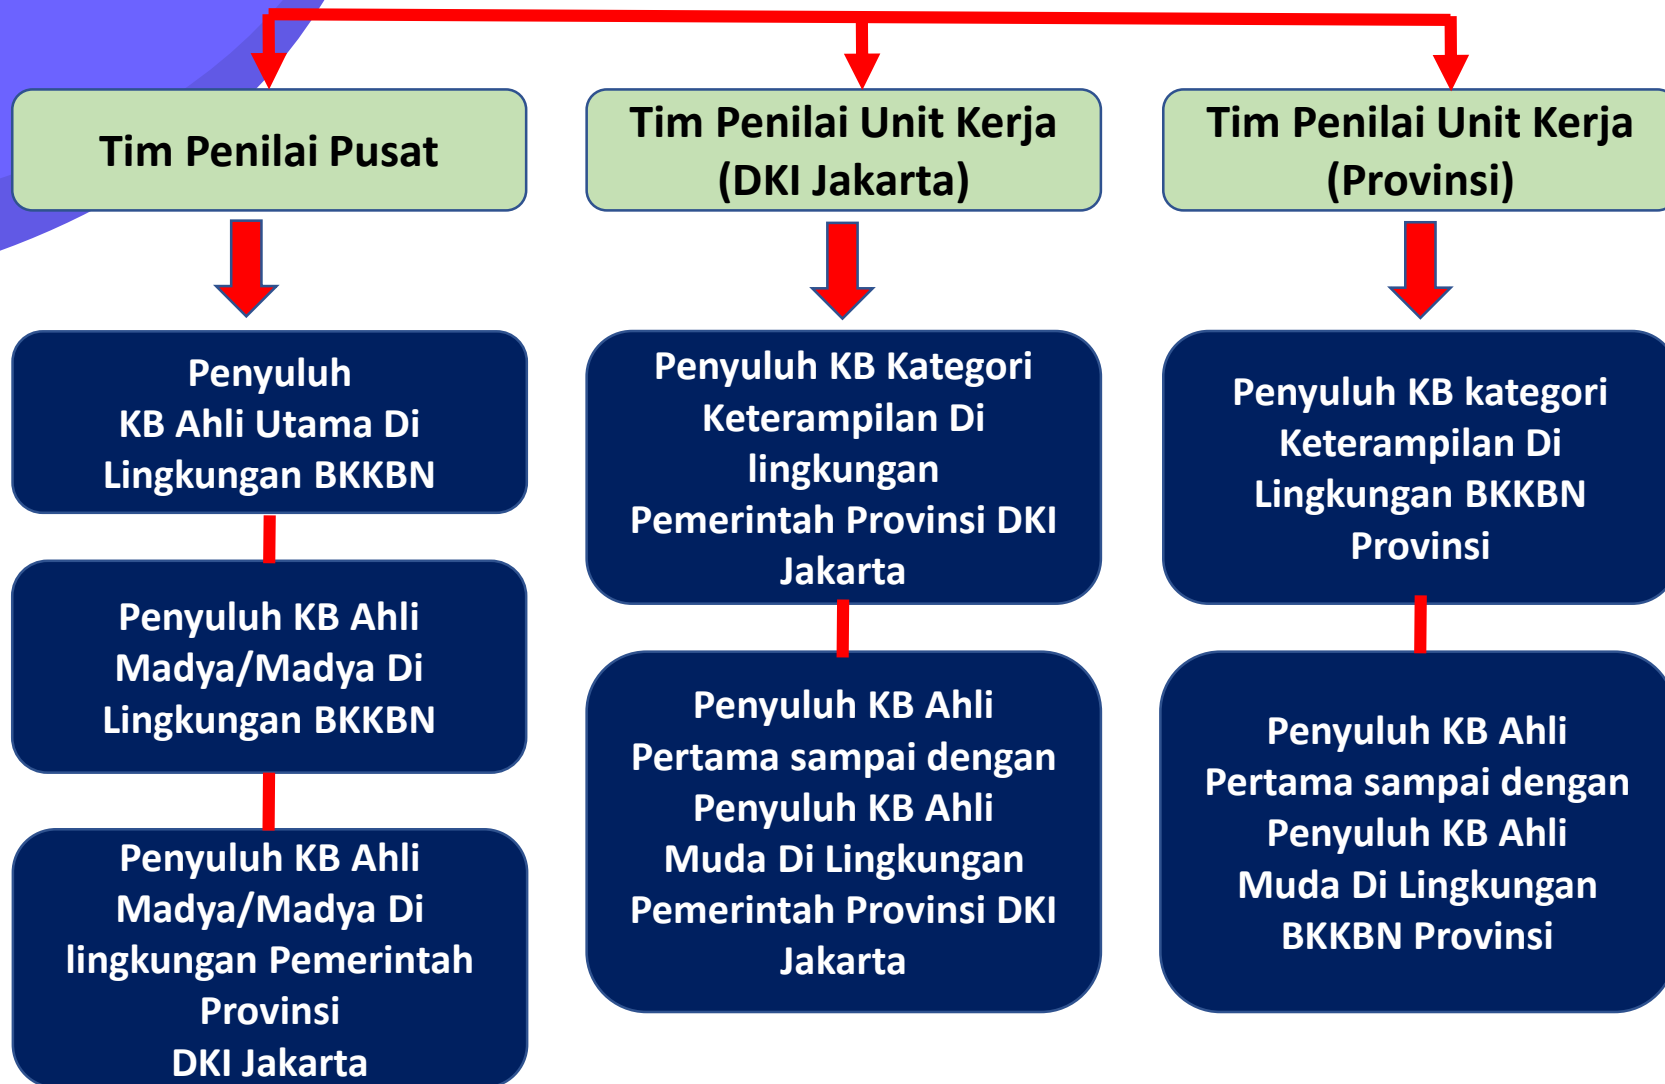 Tim Penilai Pusat
Penyuluh
KB Ahli Utama Di
Lingkungan BKKBN
Penyuluh KB Ahli
Madya/Madya Di
Lingkungan BKKBN
Penyuluh KB Ahli
Madya/Madya Di
lingkungan Pemerintah
Provinsi
DKI Jakarta
Tim Penilai Unit Kerja
(DKI Jakarta)
Penyuluh KB Kategori
Keterampilan Di
lingkungan
Pemerintah Provinsi DKI
Jakarta
Penyuluh KB Ahli
Pertama sampai dengan
Penyuluh KB Ahli
Muda Di Lingkungan
Pemerintah Provinsi DKI
Jakarta
Tim Penilai Unit Kerja
(Provinsi)
Penyuluh KB kategori
Keterampilan Di
Lingkungan BKKBN
Provinsi
Penyuluh KB Ahli
Pertama sampai dengan
Penyuluh KB Ahli
Muda Di Lingkungan
BKKBN Provinsi